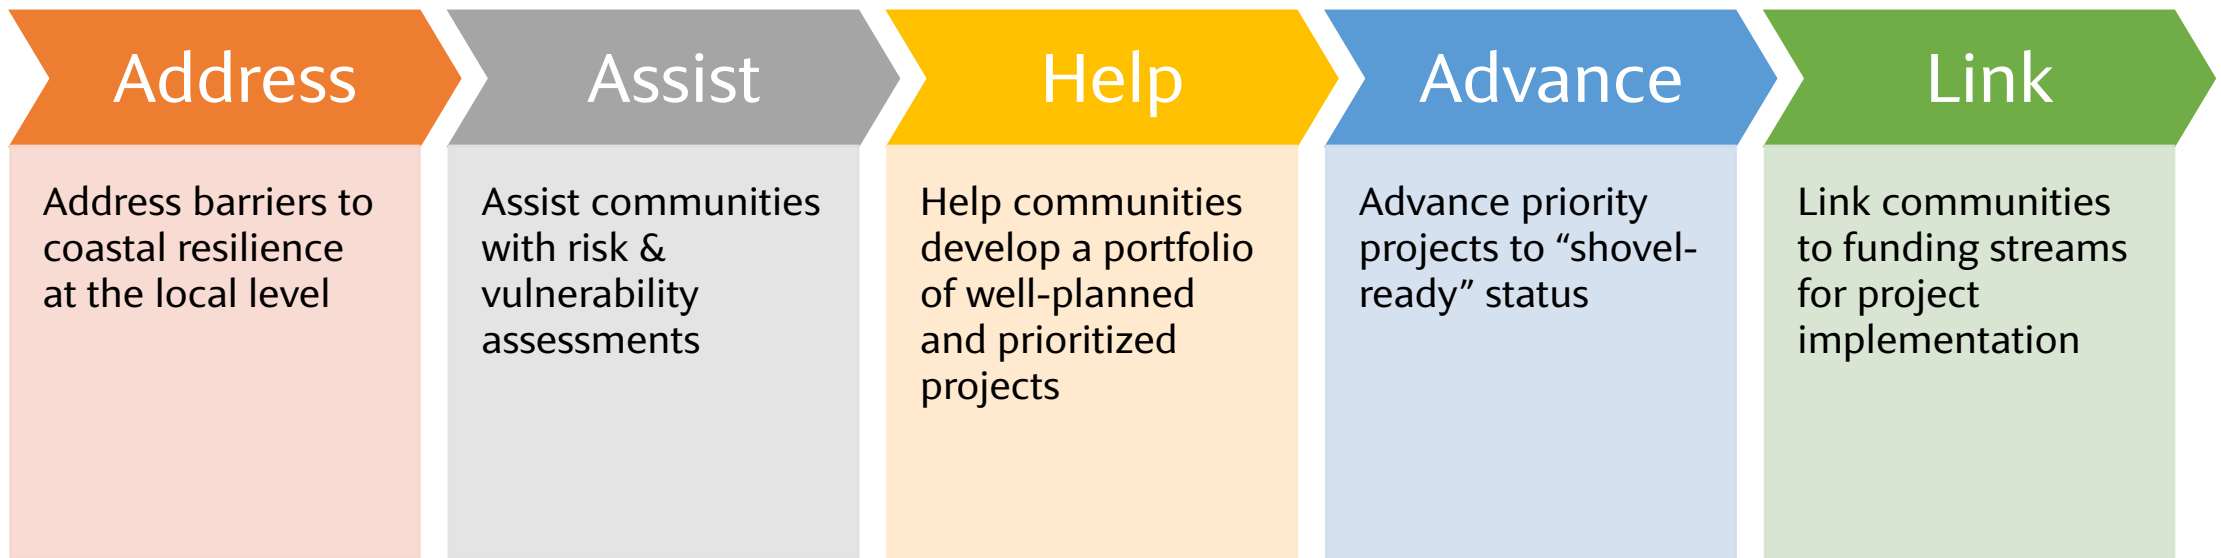 Address
Assist
Help
Advance
Link
Address barriers to
coastal resilience
at the local level
Assist communities
with risk &
vulnerability
assessments
Help communities
develop a portfolio
of well-planned
and prioritized
projects
Advance priority
projects to “shovel-
ready” status
Link communities
to funding streams
for project
implementation